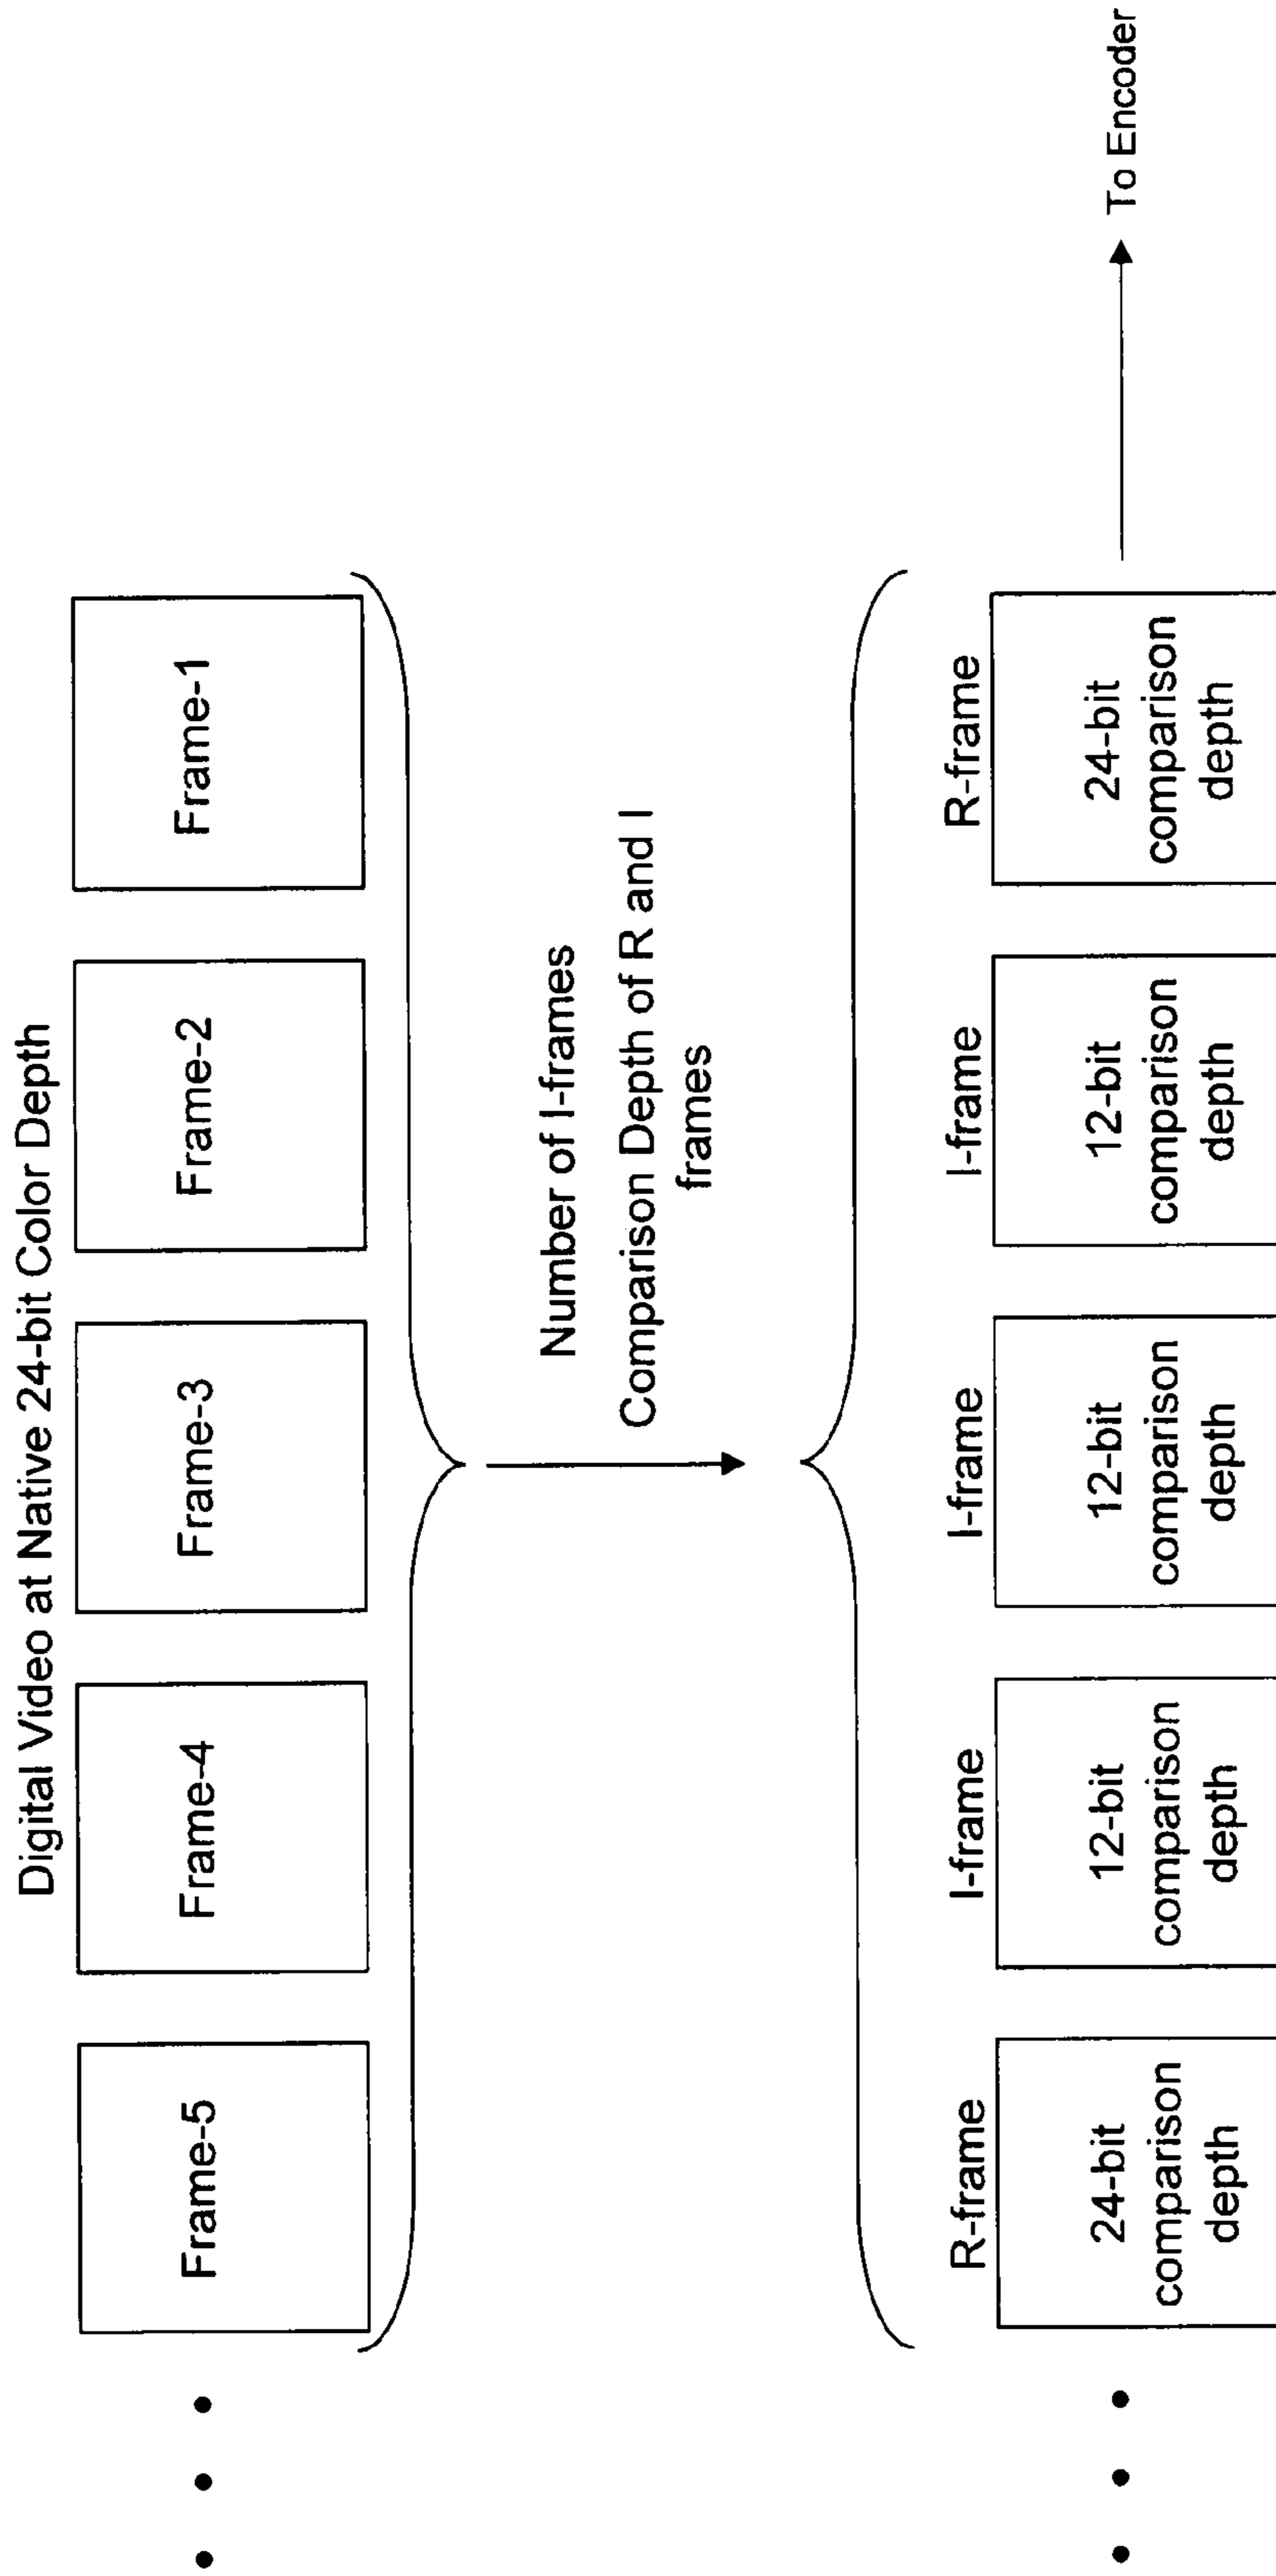 Digital Video at Native 24-bit Color Depth
Frame-5
Frame-4
Frame-3
Frame-2
Frame-1
Number of I-frames
Comparison Depth of R and I
frames
R-frame
24-bit
comparison
depth
I-frame
12-bit
comparison
depth
I-frame
12-bit
comparison
depth
I-frame
12-bit
comparison
depth
R-frame
24-bit
comparison
depth
To Encoder